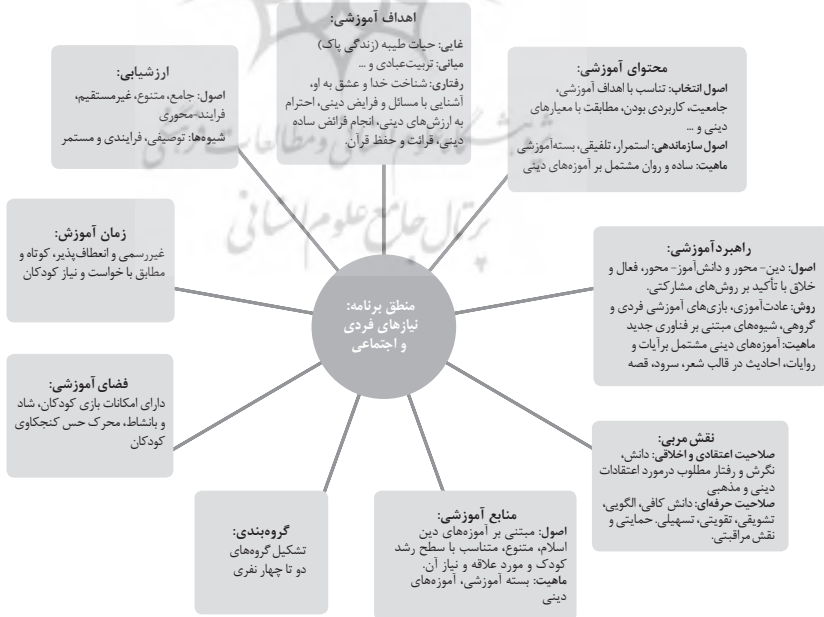 اهداف آموزشی:
غایی: حیات طیبه (زندگی پاک)
میانی: تربیت‌عبادی و ...
رفتاری: شناخت خدا و عشق به او،
آشنایی با مسائل و فرایض دینی، احترام
به ارزش‌های دینی، انجام فرائض ساده
دینی، قرائت و حفظ قرآن.
محتوای آموزشی:
اصول انتخاب: تناسب با اهداف آموزشی،
جامعیت، کاربردی بودن، مطابقت با معیارهای
دینی و ...
اصول سازماندهی: استمرار، تلفیقی، بسته‌آموزشی
ماهیت: ساده و روان مشتمل بر آموزه‌های دینی
راهبردآموزشی:
اصول: دین- محور و دانش‌آموز- محور، فعال و
خلاق با تأکید بر روش‌های مشارکتی.
روش: عادت‌آموزی، بازی‌های آموزشی فردی و
گروهی، شیوه‌های مبتنی بر فناوری جدید
ماهیت: آموزه‌های دینی مشتمل برآیات و
روایات، احادیث در قالب شعر، سرود، قصه
نقش مربی:
صلاحیت اعتقادی و اخلاقی: دانش،
نگرش و رفتار مطلوب درمورد اعتقادات
دینی و مذهبی
صلاحیت حرفه‌ای: دانش کافی، الگویی،
تشویقی، تقویتی، تسهیلی. حمایتی و
نقش مراقبتی.
منابع آموزشی:
اصول: مبتنی بر آموزه‌های دین
اسلام، متنوع، متناسب با سطح رشد
کودک و مورد علاقه و نیاز آن.
ماهیت: بسته آموزشی، آموزه‌های
دینی
گروه‌بندی:
تشکیل گروه‌های
دو تا چهار نفری
فضای آموزشی:
دارای امکانات بازی کودکان، شاد
و بانشاط، محرک حس کنجکاوی
کودکان
زمان آموزش:
غیررسمی و انعطاف‌پذیر، کوتاه و
مطابق با خواست و نیاز کودکان
ارزشیابی:
اصول: جامع، متنوع، غیرمستقیم،
فرایند-محوری
شیوه‌ها: توصیفی، فرایندی و مستمر
منطق برنامه:
نیازهای فردی
و اجتماعی
پژوهشگاه علوم انسانی و مطالعات فرهنگی
پرتال جامع علوم انسانی